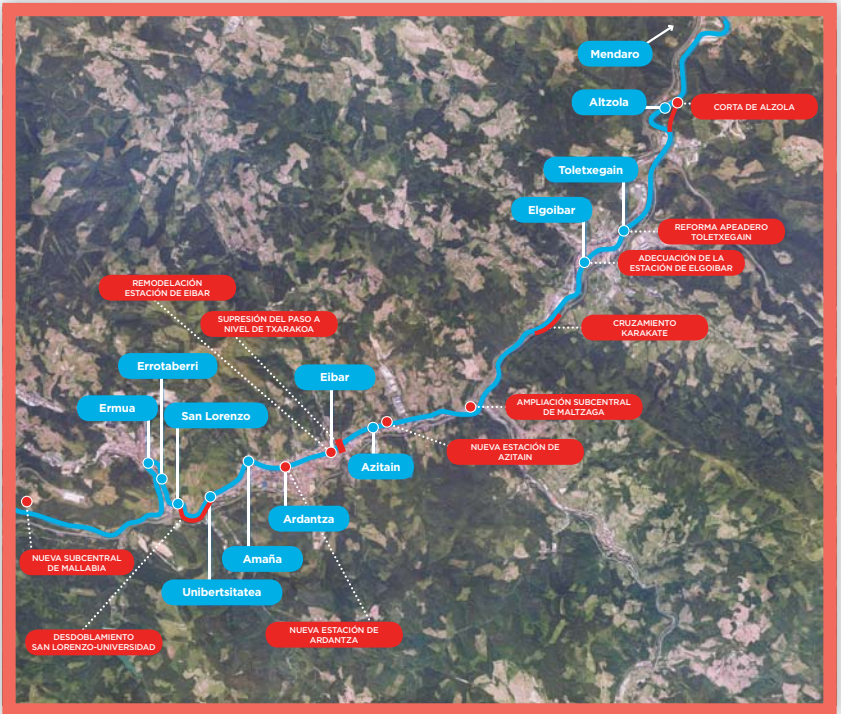 Mendaro
Altzola
CORTA DE ALZOLA
Toletxegain
Elgoibar
REFORMA APEADERO
TOLETXEGAIN
ADECUACIÓN DE LA
ESTACIÓN DE ELGOIBAR
REMODELACIÓN
ESTACIÓN DE EIBAR
SUPRESIÓN DEL PASO A
NIVEL DE TXARAKOA
CRUZAMIENTO
KARAKATE
Errotaberri
Eibar
Ermua
San Lorenzo
AMPLIACIÓN SUBCENTRAL
DE MALTZAGA
NUEVA ESTACIÓN DE
AZITAIN
Azitain
Ardantza
NUEVA SUBCENTRAL
DE MALLABIA
Amaña
Unibertsitatea
DESDOBLAMIENTO
SAN LORENZO-UNIVERSIDAD
NUEVA ESTACIÓN DE
ARDANTZA